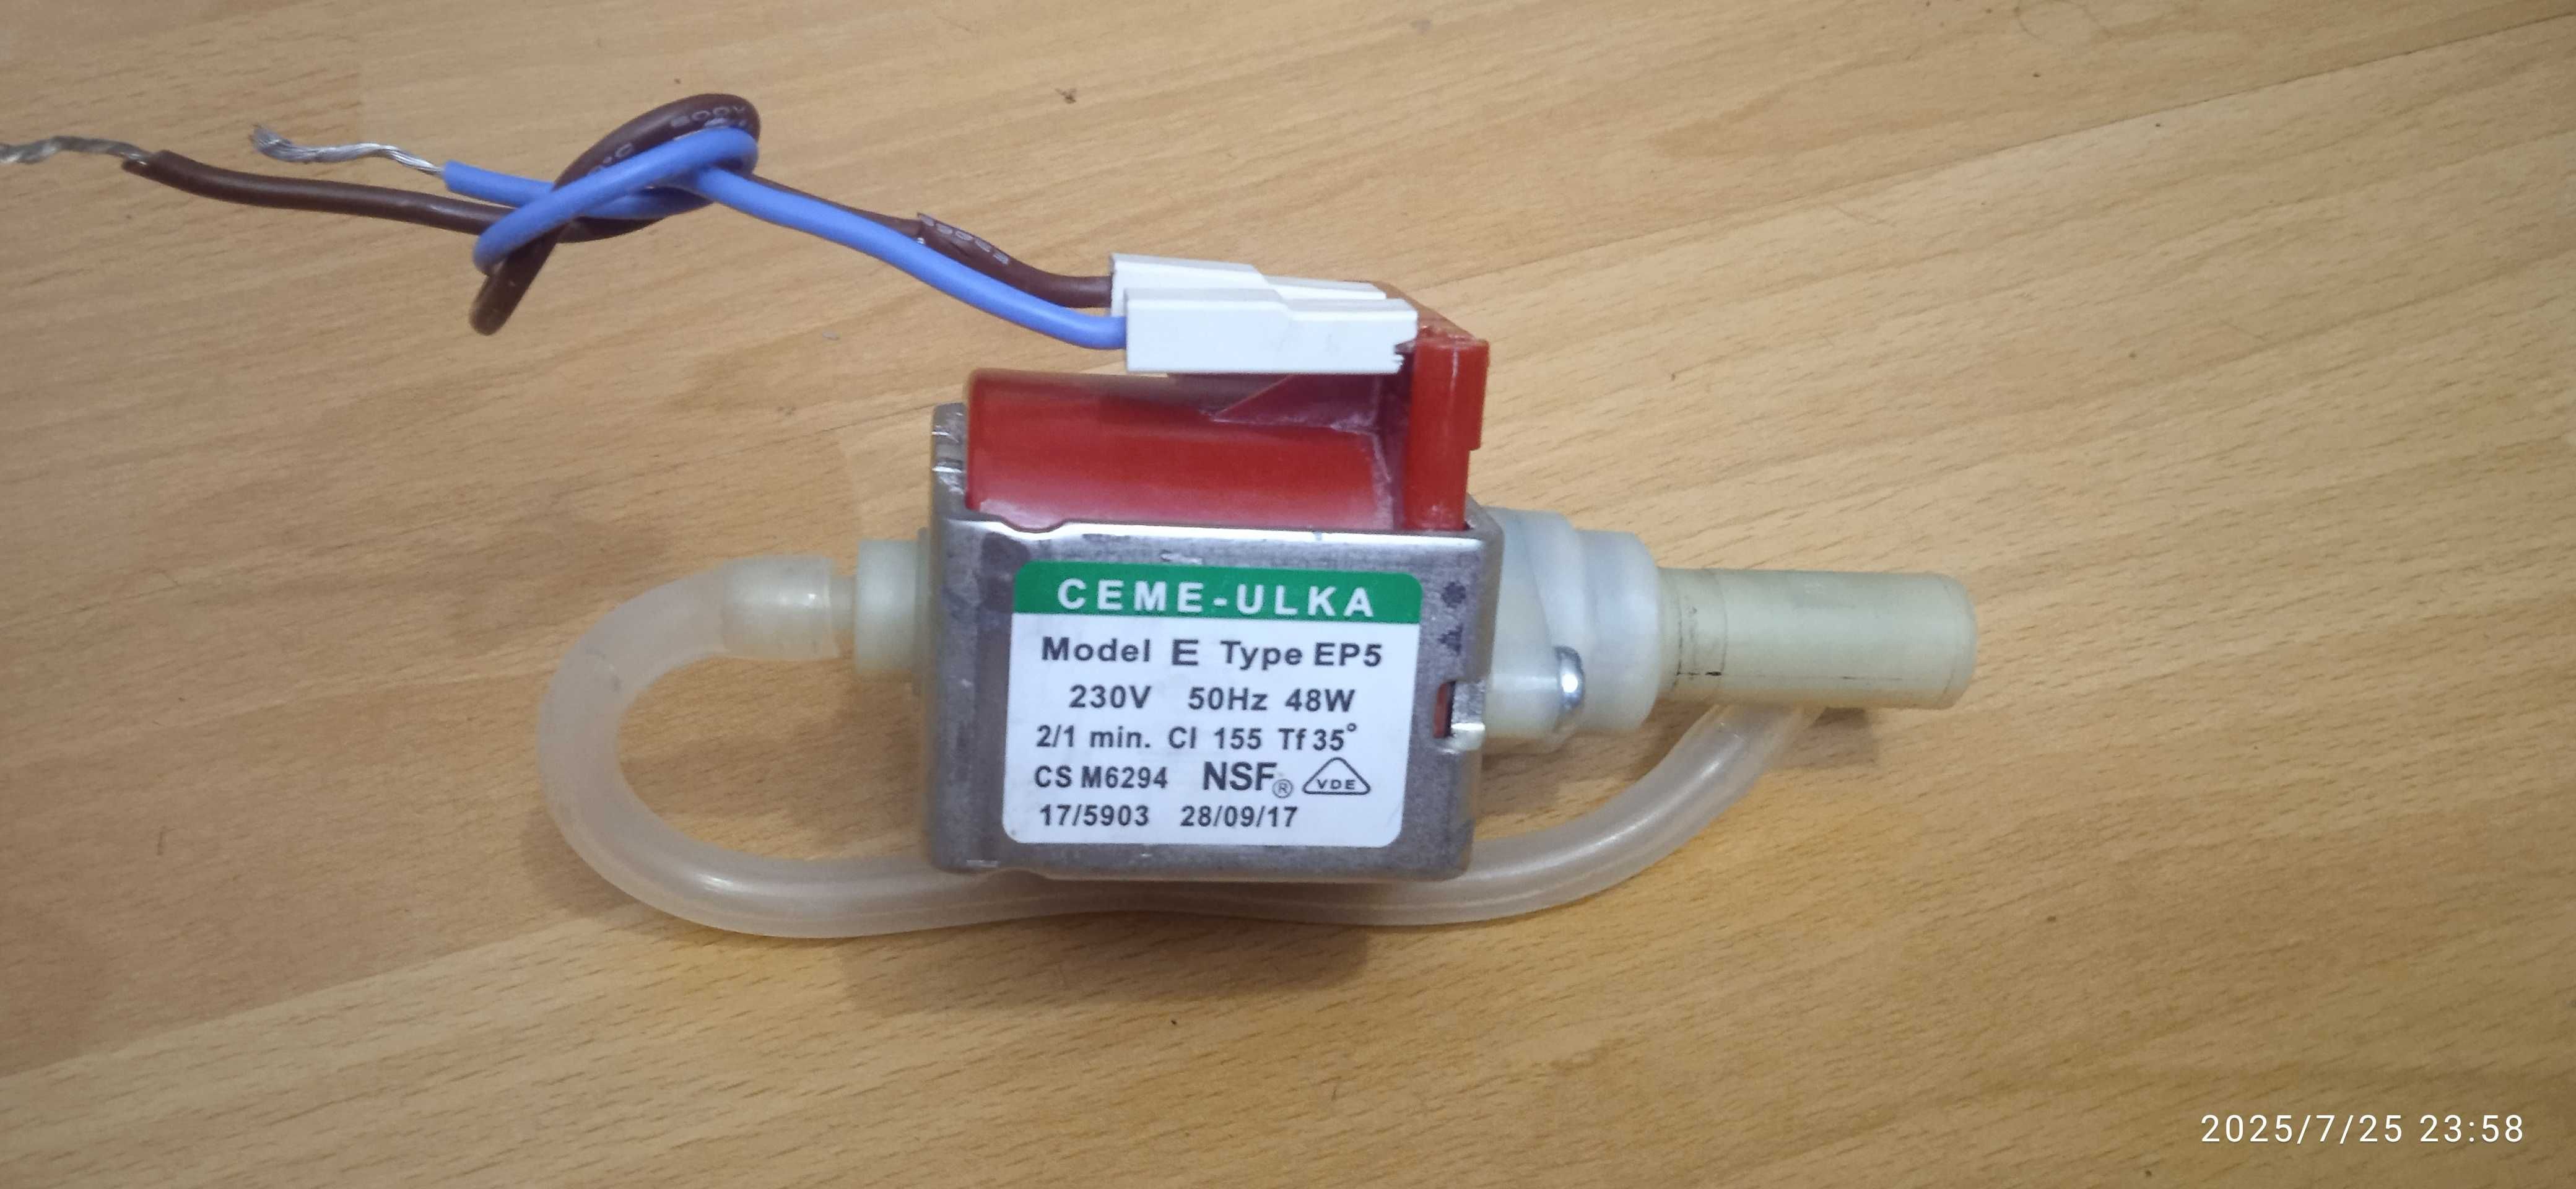 CEME-ULKA
Model E Type EP5
230V 50Hz 48W
2/1 min. Cl 155 Tf 35°
CS M6294 NSF® VDE
17/5903 28/09/17
2025/7/25 23:58